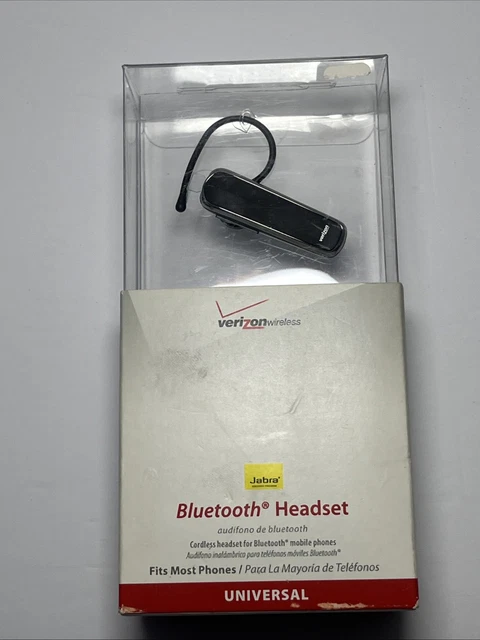 verizon
verizonwireless
Jabra
Bluetooth® Headset
audífono de bluetooth
Cordless headset for Bluetooth® mobile phones
Audífono inalámbrico para teléfonos móviles Bluetooth®
Fits Most Phones / Para La Mayoría de Teléfonos
UNIVERSAL